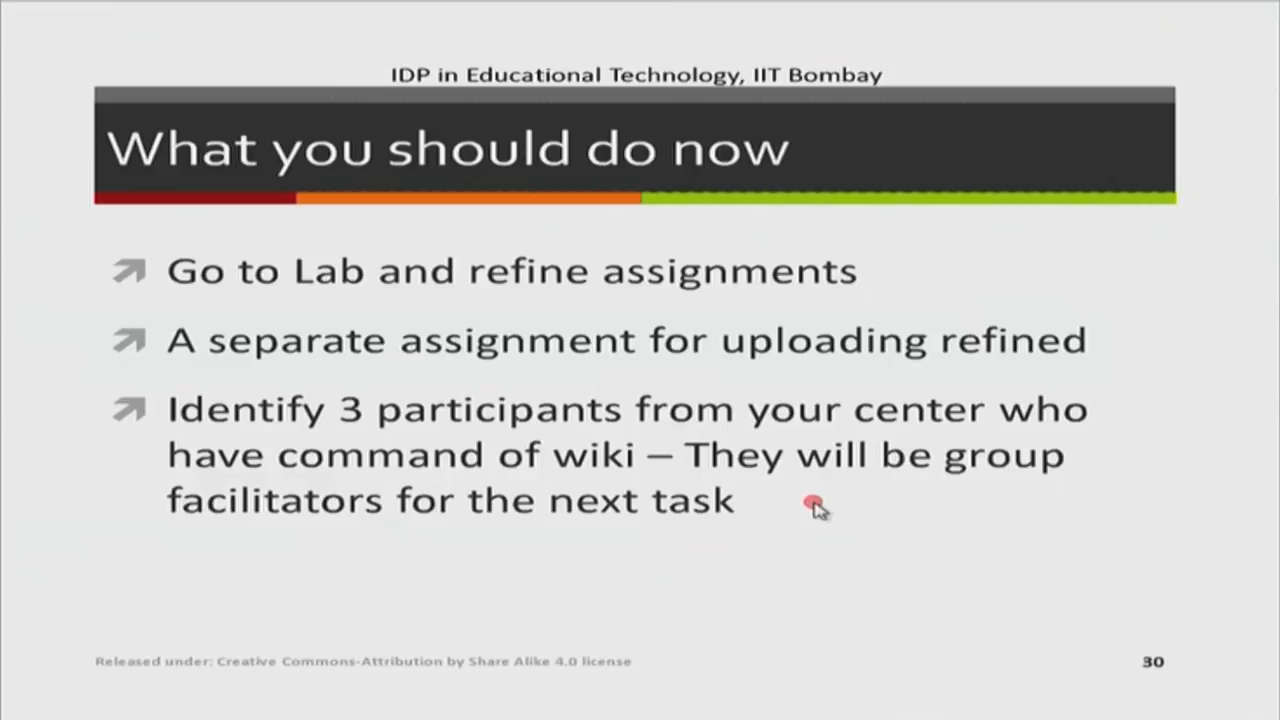 IDP in Educational Technology, IIT Bombay
What you should do now
Go to Lab and refine assignments
A separate assignment for uploading refined
Identify 3 participants from your center who
have command of wiki – They will be group
facilitators for the next task
Released under: Creative Commons-Attribution by Share Alike 4.0 license
30